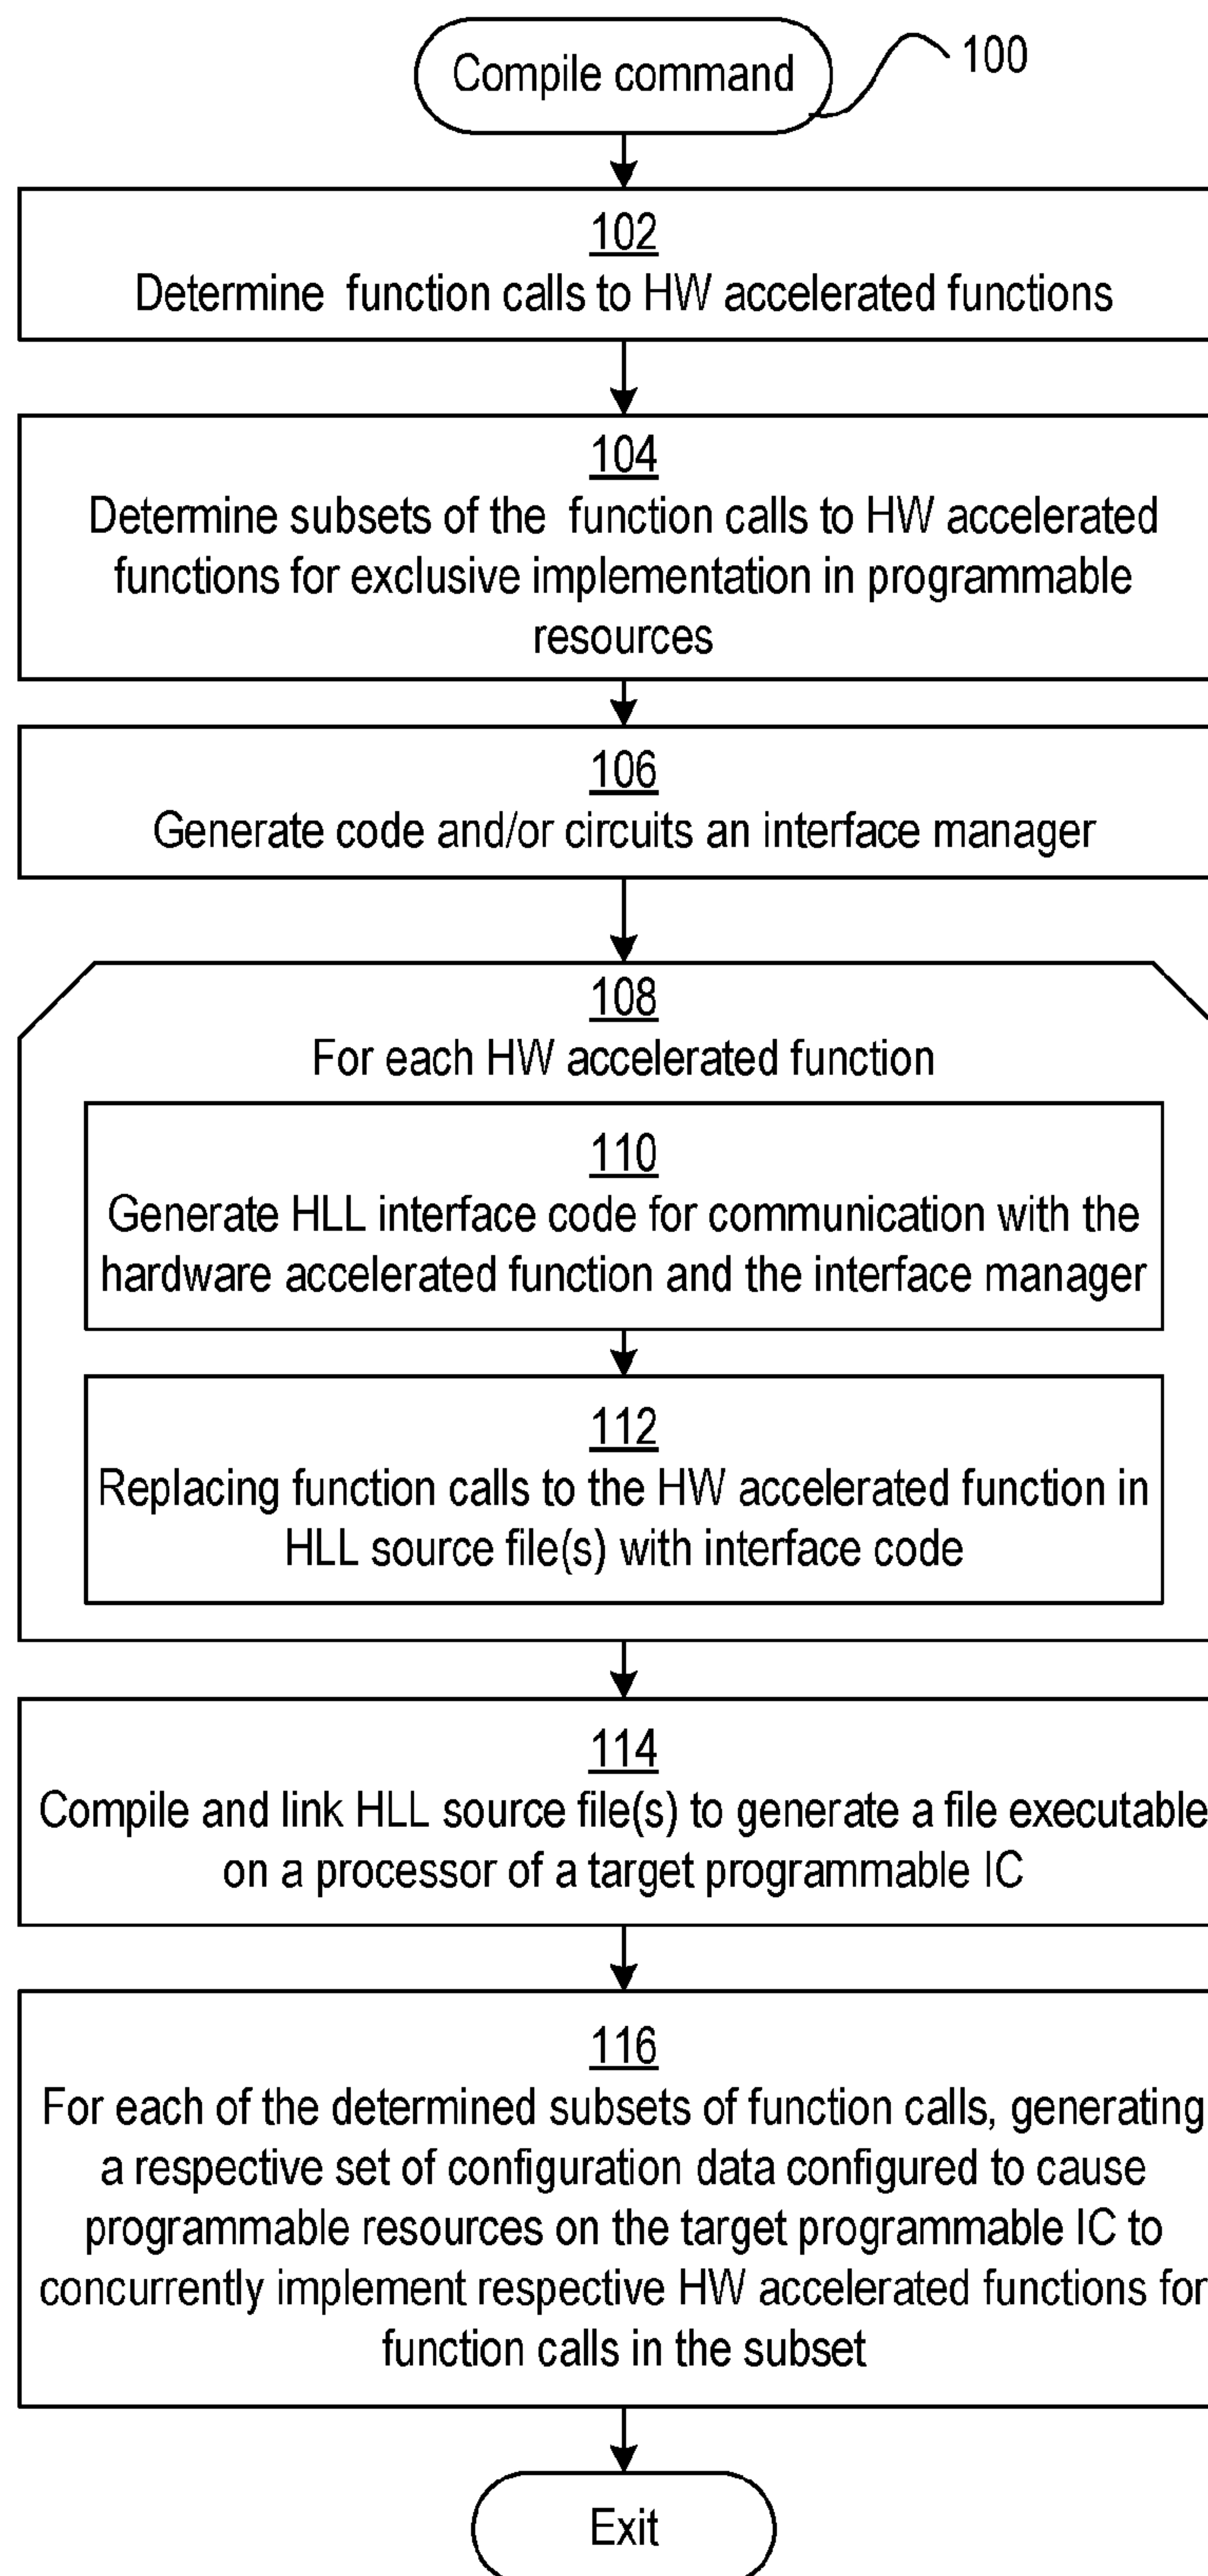 Compile command
100
102
Determine function calls to HW accelerated functions
104
Determine subsets of the function calls to HW accelerated
functions for exclusive implementation in programmable
resources
106
Generate code and/or circuits an interface manager
108
For each HW accelerated function
110
Generate HLL interface code for communication with the
hardware accelerated function and the interface manager
112
Replacing function calls to the HW accelerated function in
HLL source file(s) with interface code
114
Compile and link HLL source file(s) to generate a file executable
on a processor of a target programmable IC
116
For each of the determined subsets of function calls, generating
a respective set of configuration data configured to cause
programmable resources on the target programmable IC to
concurrently implement respective HW accelerated functions for
function calls in the subset
Exit